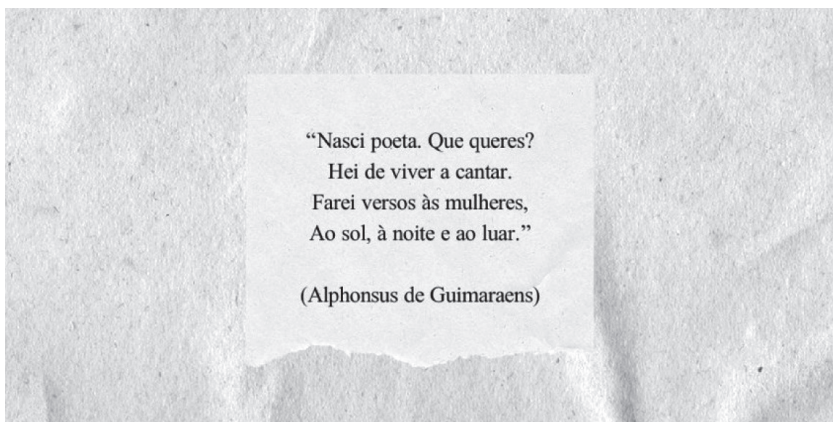 “Nasci poeta. Que queres?
Hei de viver a cantar.
Farei versos às mulheres,
Ao sol, à noite e ao luar.”
(Alphonsus de Guimaraens)